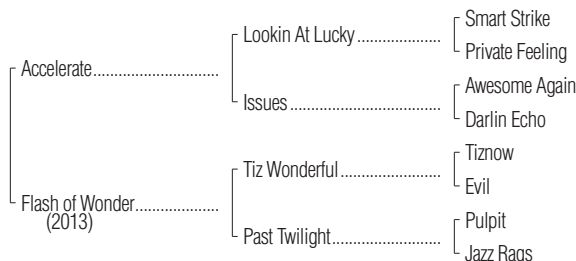 Smart Strike
Lookin At Lucky
Private Feeling
Accelerate
Awesome Again
Issues
Darlin Echo
Tiznow
Tiz Wonderful
Evil
Flash of Wonder
(2013)
Pulpit
Past Twilight
Jazz Rags